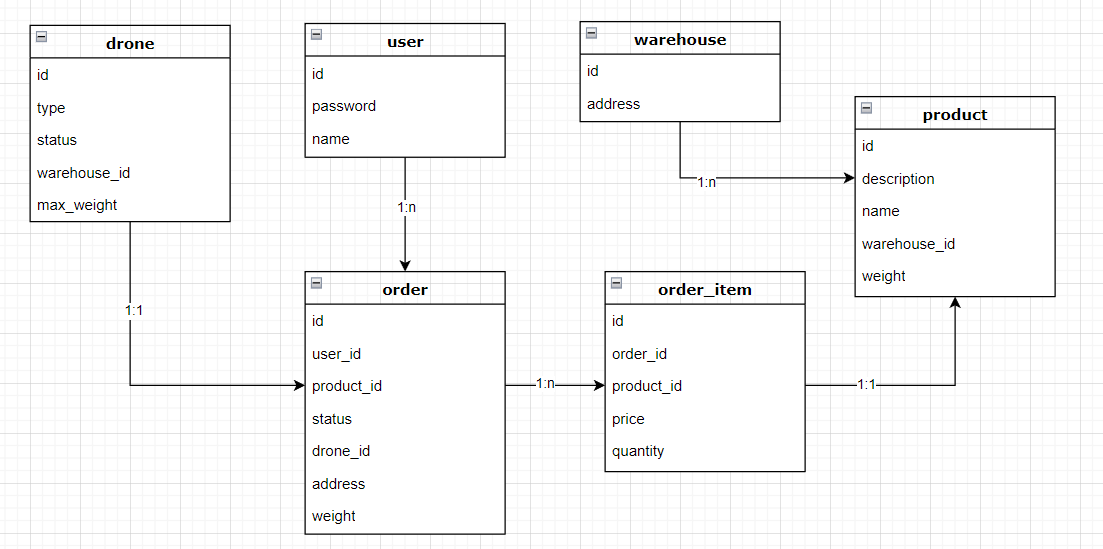 drone
id
type
status
warehouse_id
max_weight
user
id
password
name
warehouse
id
address
product
id
description
name
warehouse_id
weight
1:n
1:n
1:1
order
id
user_id
product_id
status
drone_id
address
weight
1:n
order_item
id
order_id
product_id
price
quantity
1:1